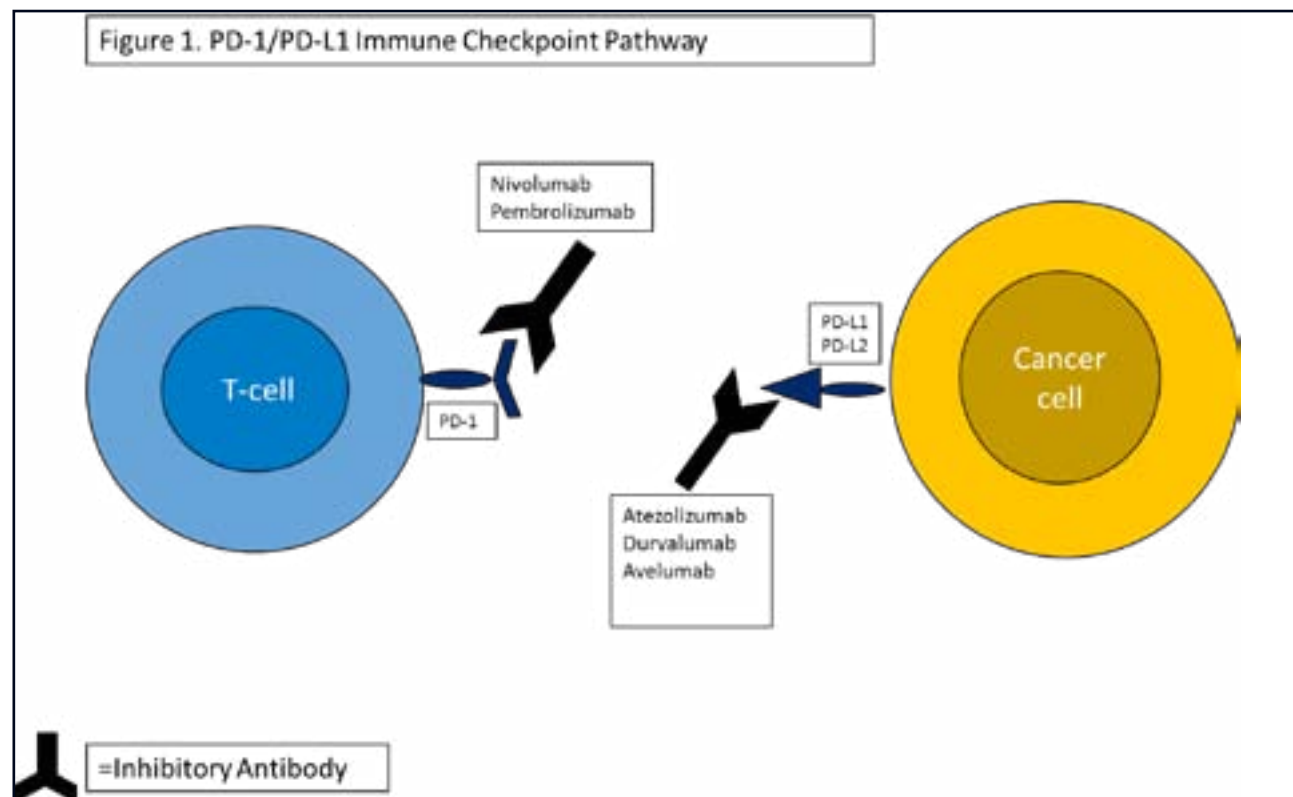 Figure 1. PD-1/PD-L1 Immune Checkpoint Pathway
Nivolumab
Pembrolizumab
PD-L1
PD-L2
T-cell
Cancer
cell
PD-1
Atezolizumab
Durvalumab
Avelumab
=Inhibitory Antibody